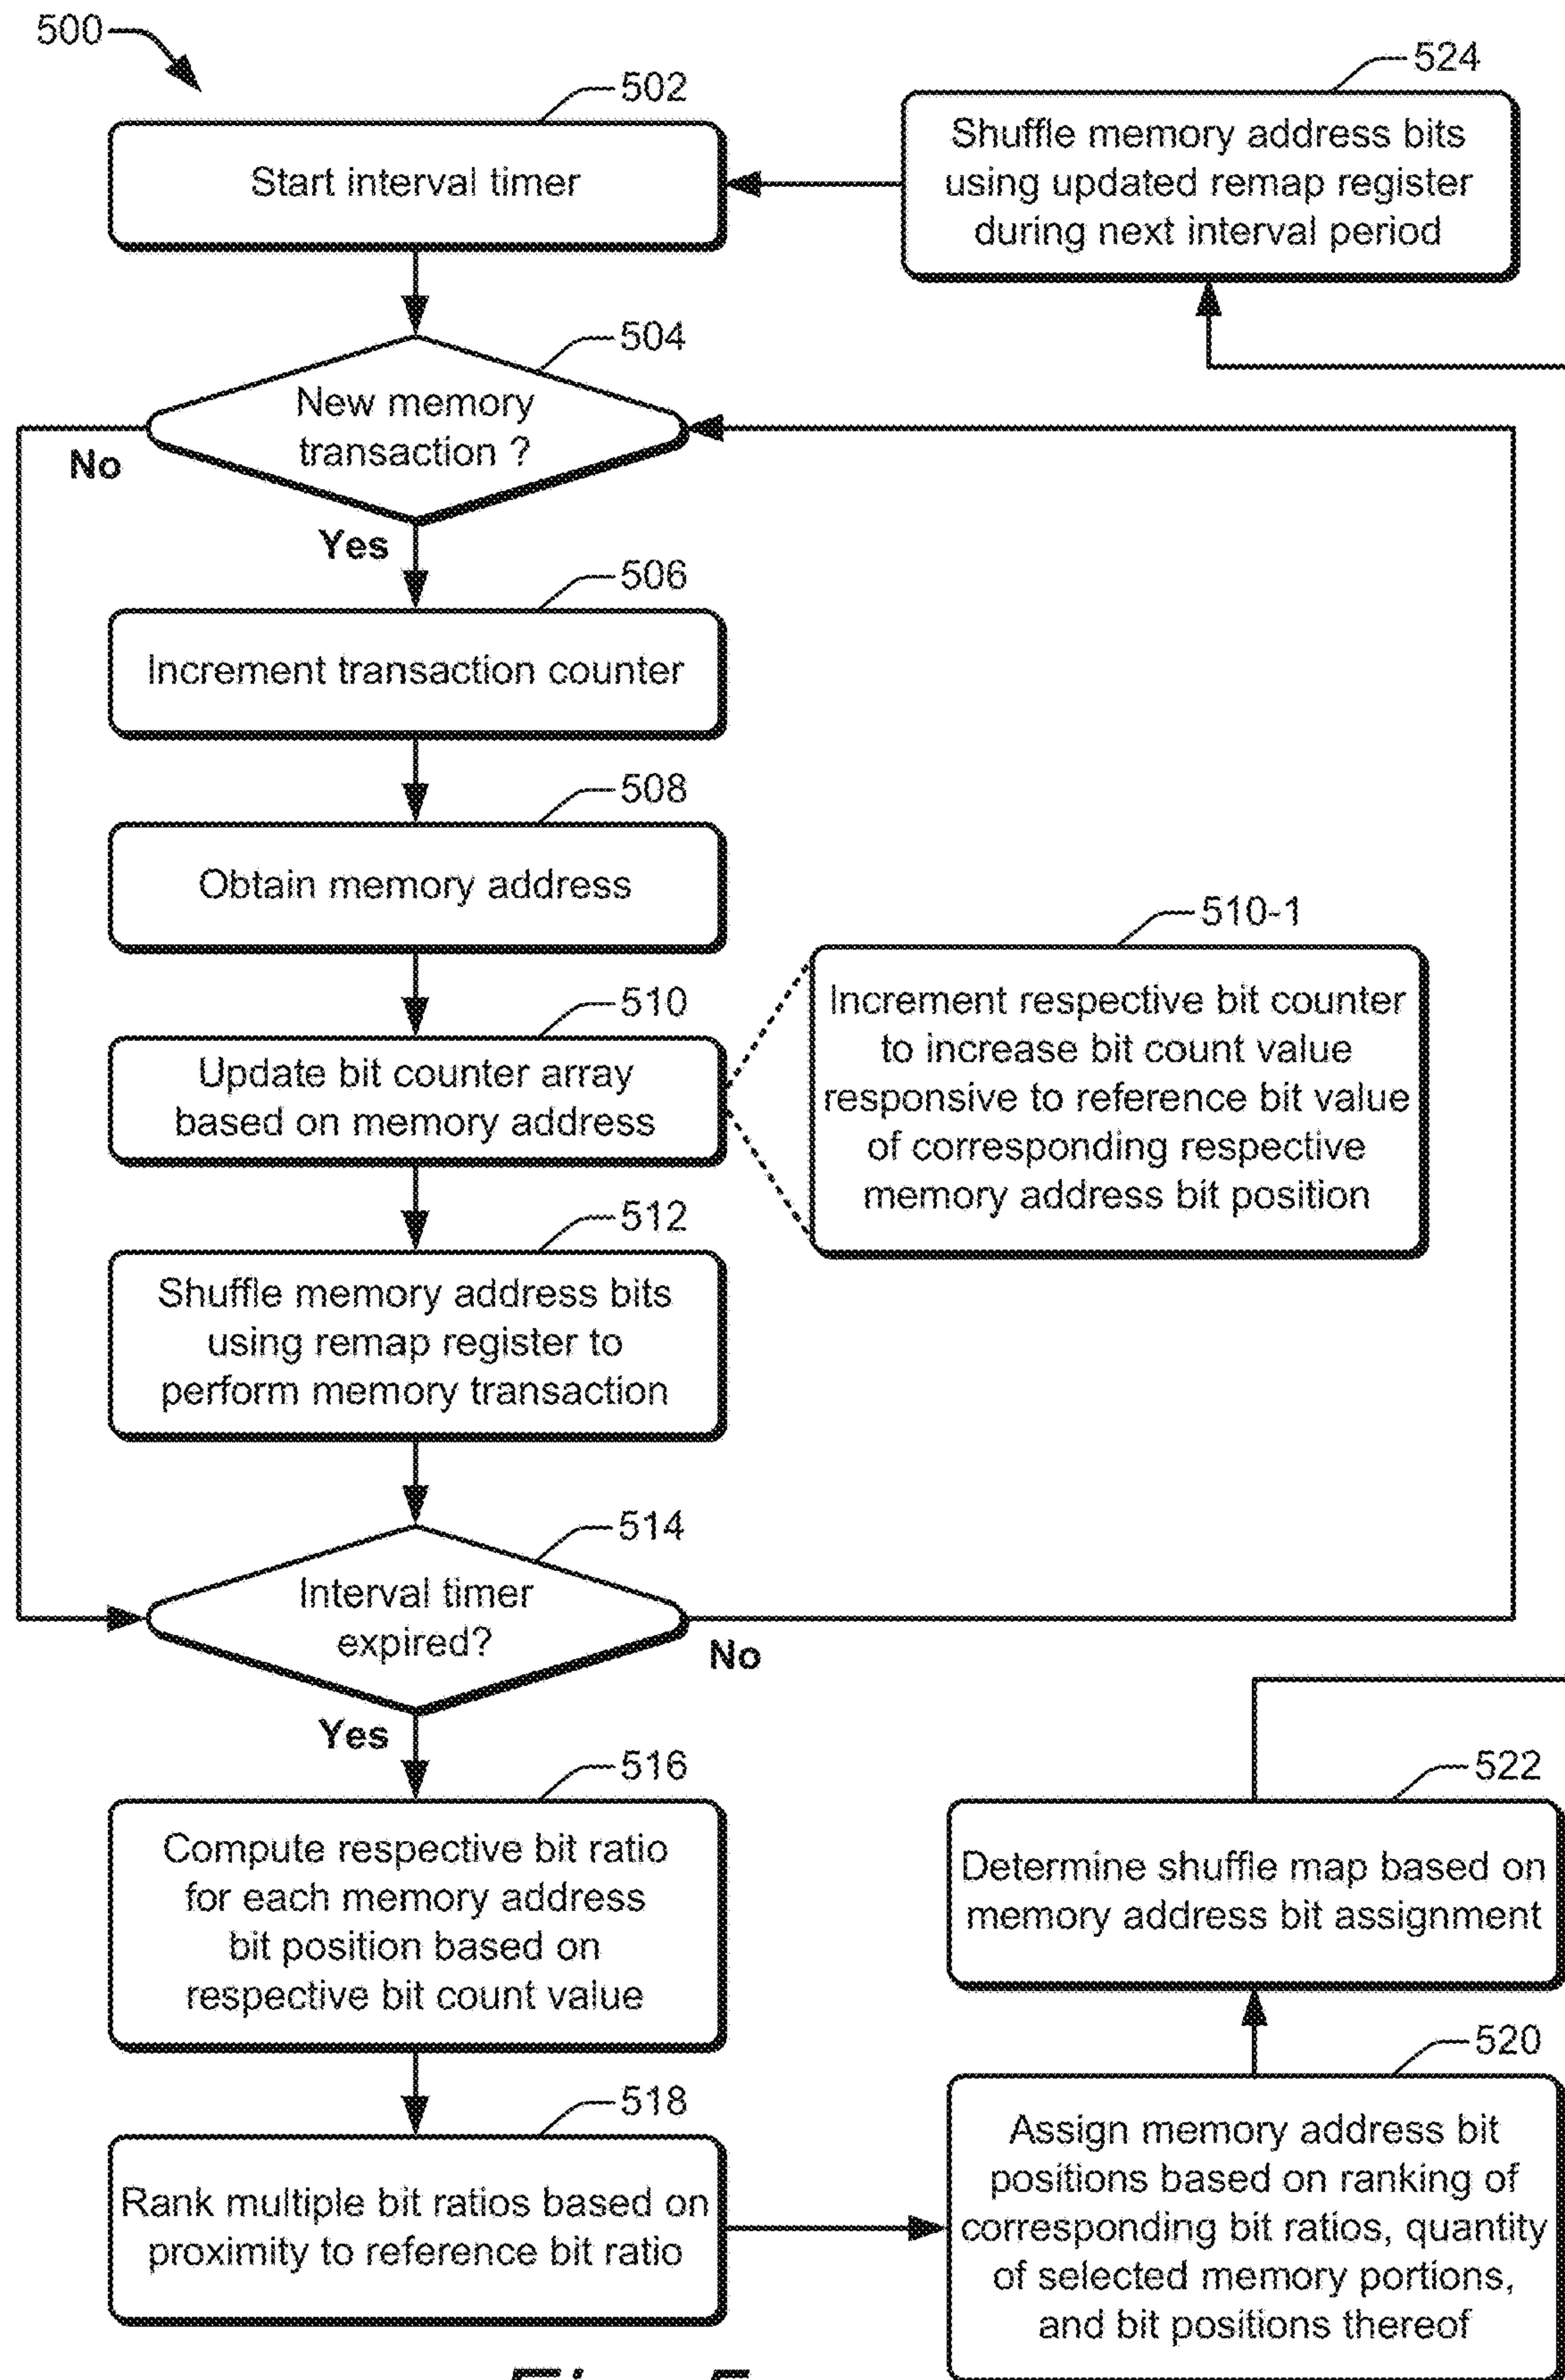 500
502
Start interval timer
524
Shuffle memory address bits
using updated remap register
during next interval period
504
New memory
transaction ?
No
Yes
506
Increment transaction counter
508
Obtain memory address
510
Update bit counter array
based on memory address
510-1
Increment respective bit counter
to increase bit count value
responsive to reference bit value
of corresponding respective
memory address bit position
512
Shuffle memory address bits
using remap register to
perform memory transaction
514
Interval timer
expired?
No
Yes
516
Compute respective bit ratio
for each memory address
bit position based on
respective bit count value
518
Rank multiple bit ratios based on
proximity to reference bit ratio
520
Assign memory address bit
positions based on ranking of
corresponding bit ratios, quantity
of selected memory portions,
and bit positions thereof
522
Determine shuffle map based on
memory address bit assignment